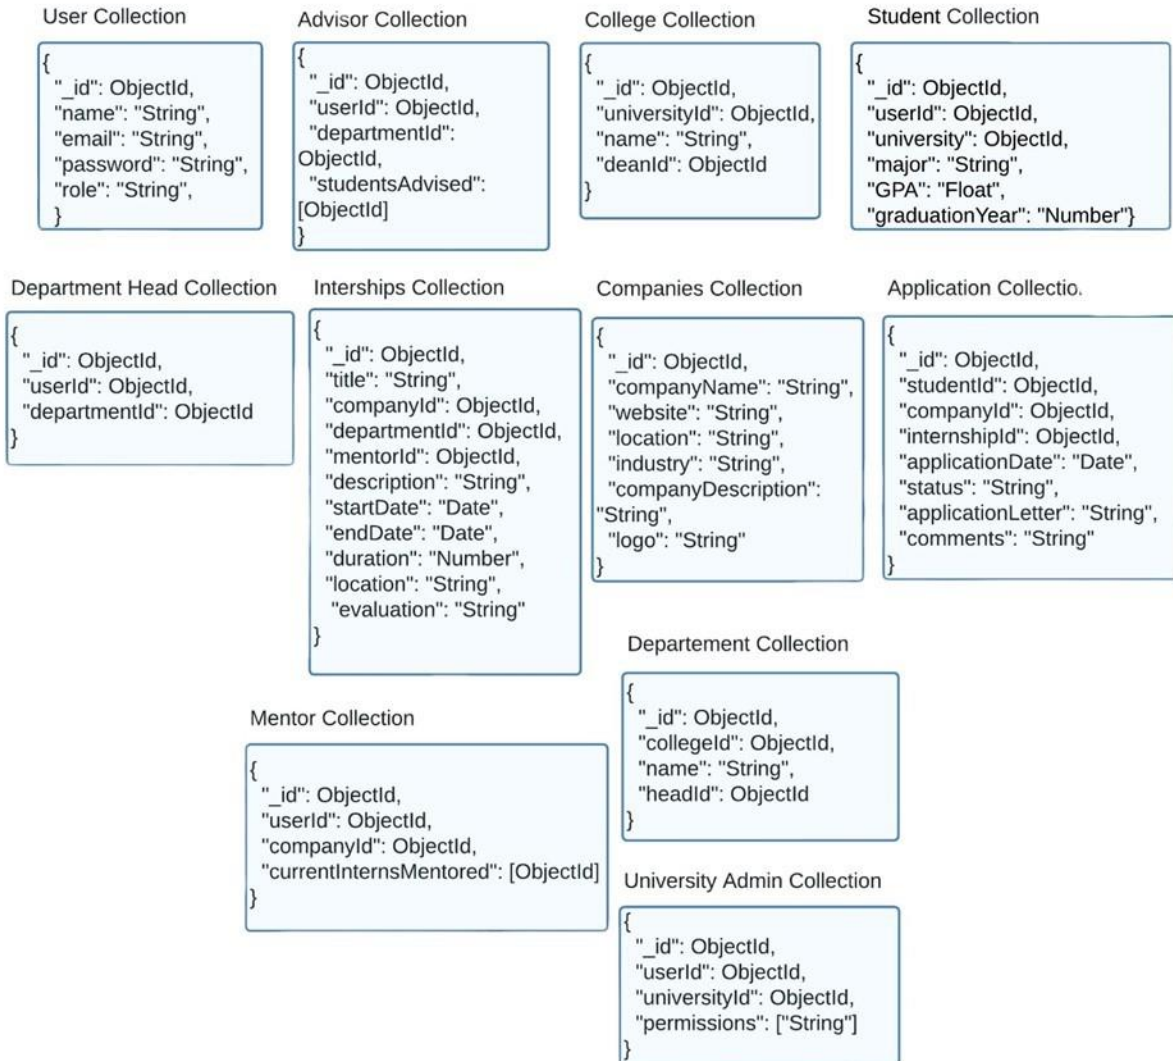 User Collection
{
"_id": ObjectId,
"name": "String",
"email": "String",
"password": "String",
"role": "String",
}
Advisor Collection
{
"_id": ObjectId,
"userId": ObjectId,
"departmentId":
ObjectId,
"studentsAdvised":
[ObjectId]
}
College Collection
{
"_id": ObjectId,
"universityId": ObjectId,
"name": "String",
"deanId": ObjectId
}
Student Collection
{
"_id": ObjectId,
"userId": ObjectId,
"university": ObjectId,
"major": "String",
"GPA": "Float",
"graduationYear": "Number"}
Department Head Collection
{
"_id": ObjectId,
"userId": ObjectId,
"departmentId": ObjectId
}
Interships Collection
{
"_id": ObjectId,
"title": "String",
"companyId": ObjectId,
"departmentId": ObjectId,
"mentorId": ObjectId,
"description": "String",
"startDate": "Date",
"endDate": "Date",
"duration": "Number",
"location": "String",
"evaluation": "String"
}
Companies Collection
{
"_id": ObjectId,
"companyName": "String",
"website": "String",
"location": "String",
"industry": "String",
"companyDescription":
"String",
"logo": "String"
}
Application Collectio.
{
"_id": ObjectId,
"studentId": ObjectId,
"companyId": ObjectId,
"internshipId": ObjectId,
"applicationDate": "Date",
"status": "String",
"applicationLetter": "String",
"comments": "String"
}
Departement Collection
{
"_id": ObjectId,
"collegeId": ObjectId,
"name": "String",
"headId": ObjectId
}
Mentor Collection
{
"_id": ObjectId,
"userId": ObjectId,
"companyId": ObjectId,
"currentInternsMentored": [ObjectId]
}
University Admin Collection
{
"_id": ObjectId,
"userId": ObjectId,
"universityId": ObjectId,
"permissions": ["String"]
}